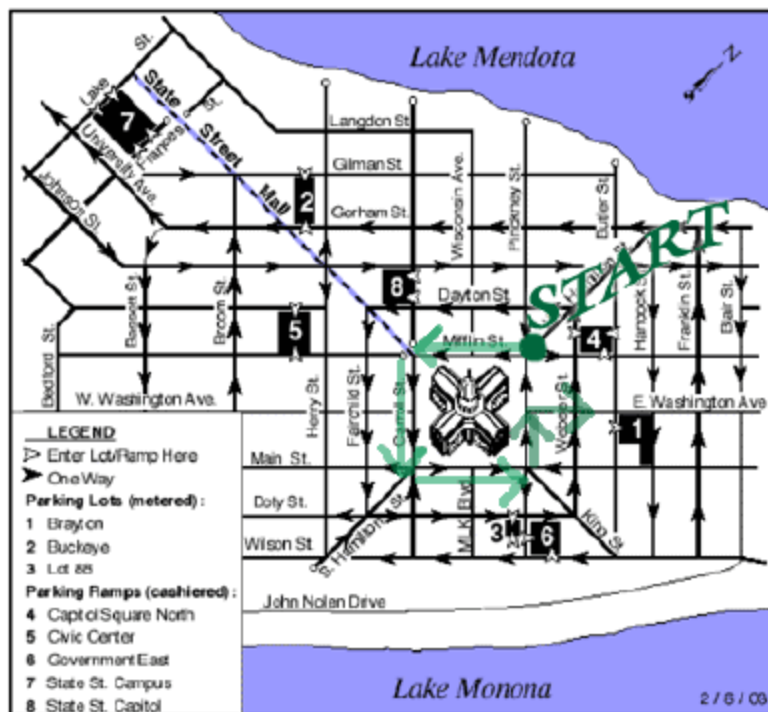 Lake Mendota
N
St.
State
Street
Mall
Lake
St.
7
Frances
University Ave.
Johnson St.
Langdon St.
Gilman St.
2
Gorham St.
Wisconsin Ave.
Pinckney St.
Butler St.
START
8
Dayton St.
Hancock
Franklin St.
Blair St.
Bassett St.
Broom St.
5
Mifflin St.
4
Bedford St.
Henry St.
Fairchild St.
Carroll St.
Webster St.
W. Washington Ave.
E
Washington Ave
1
Main St.
Doty St.
MLK Blvd.
King St.
3
6
Wilson St.
S. Hamilton St.
John Nolen Drive
Lake Monona
2/6/03
LEGEND
Enter Lot/Ramp Here
One Way
Parking Lots (metered) :
1 Brayton
2 Buckeye
3 Lot 88
Parking Ramps (cashiered) :
4 Captol Square North
5 Civic Center
6 Government East
7 State St. Campus
8 State St. Capitol